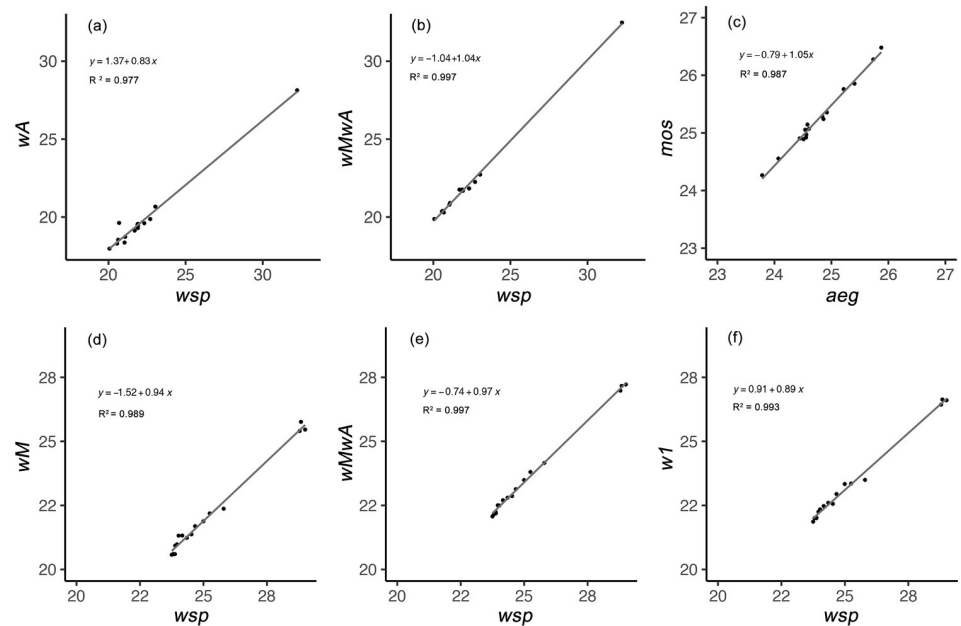 (a)
y = 1.37+0.83 x
R² = 0.977
wA
30
25
20
20
25
30
wsp
(b)
y = −1.04+1.04x
R² = 0.997
wMwA
30
25
20
20
25
30
wsp
(c)
y = −0.79+1.05x
R² = 0.987
mos
27
26
25
24
23
23
24
25
26
27
aeg
(d)
y = −1.52+0.94 x
R² = 0.989
wM
28
25
22
20
20
22
25
28
wsp
(e)
y = −0.74+0.97 x
R² = 0.997
wMwA
28
25
22
20
20
22
25
28
wsp
(f)
y = 0.91+0.89 x
R² = 0.993
w1
28
25
22
20
20
22
25
28
wsp